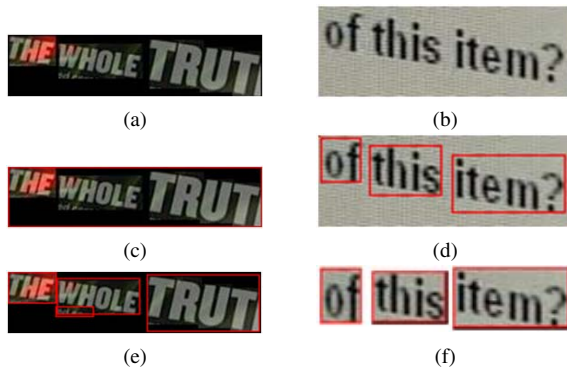 THE WHOLE TRUT
of this item?
(a)
(b)
THE WHOLE TRUT
of this item?
(c)
(d)
THE WHOLE TRUT
of this item?
(e)
(f)